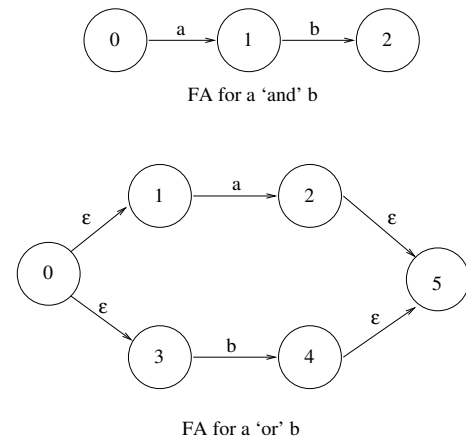 a b
0 1 2
FA for a 'and' b
1 a 2
ε ε
0 5
ε ε
3 b 4
FA for a 'or' b